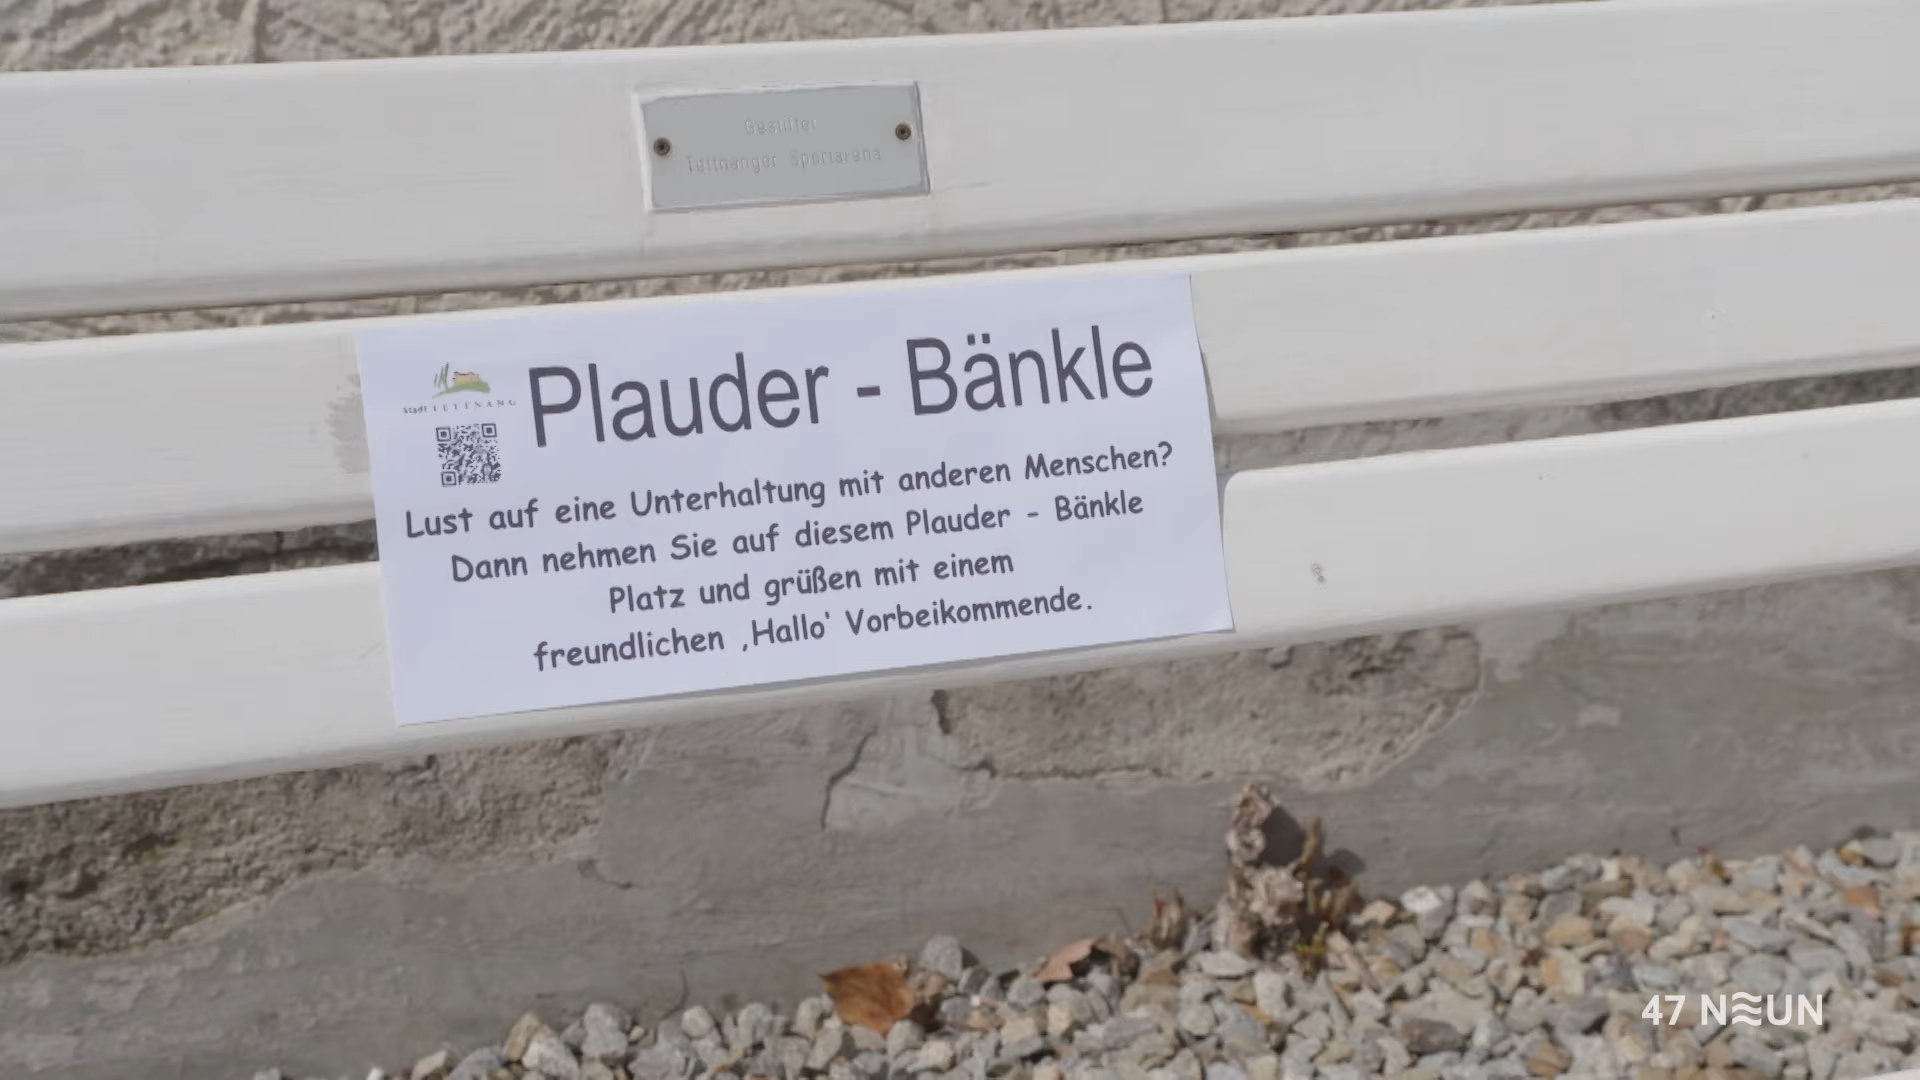 Gestiftet
Tettnanger Sportarena
Plauder - Bänkle
Stadt TETTNANG
Lust auf eine Unterhaltung mit anderen Menschen?
Dann nehmen Sie auf diesem Plauder - Bänkle
Platz und grüßen mit einem
freundlichen ‚Hallo‘ Vorbeikommende.
47 NEUN